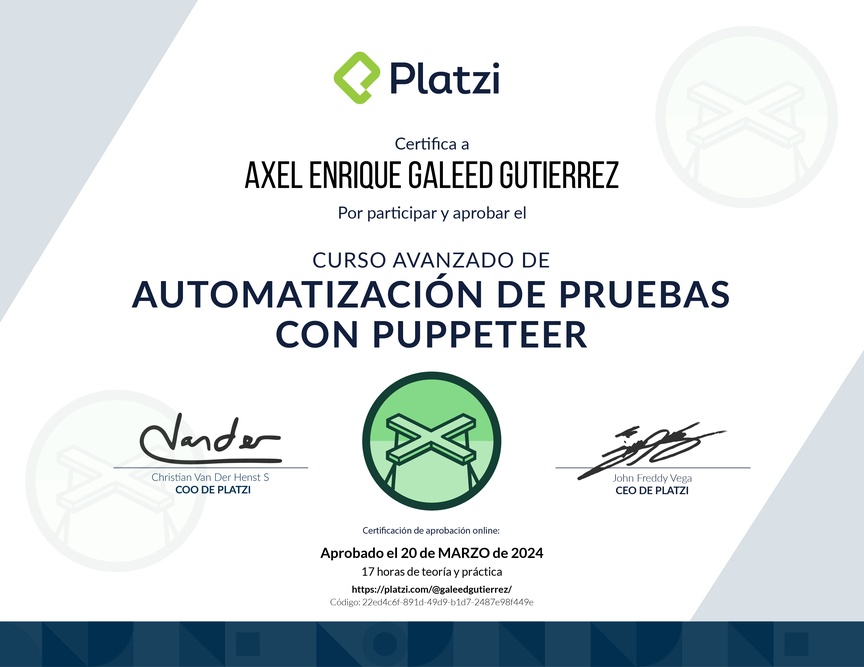 Platzi
Certifica a
AXEL ENRIQUE GALEED GUTIERREZ
Por participar y aprobar el
CURSO AVANZADO DE
AUTOMATIZACIÓN DE PRUEBAS
CON PUPPETEER
Vander
Christian Van Der Henst S
COO DE PLATZI
John Freddy Vega
CEO DE PLATZI
Certificación de aprobación online:
Aprobado el 20 de MARZO de 2024
17 horas de teoría y práctica
https://platzi.com/@galeedgutierrez/
Código: 22ed4c6f-891d-49d9-b1d7-2487e98f449e